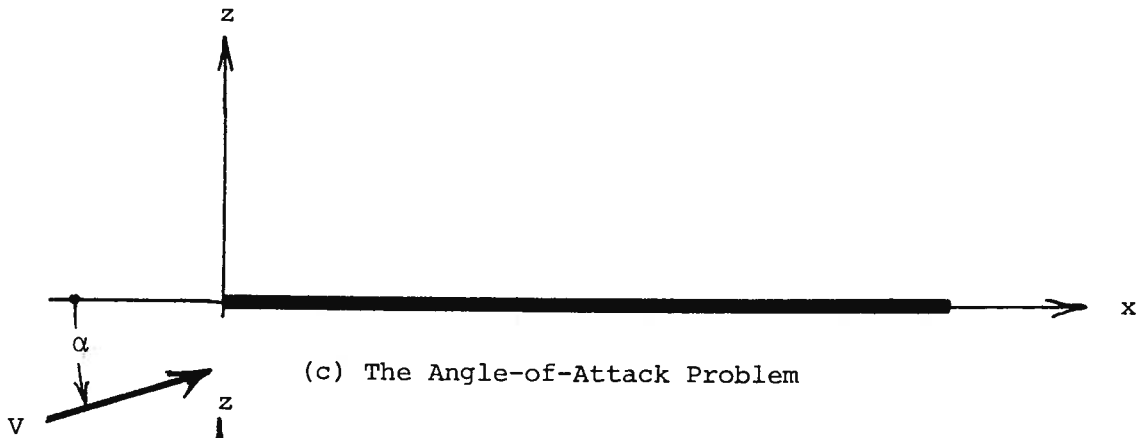 z
x
α
(c) The Angle-of-Attack Problem
V
z